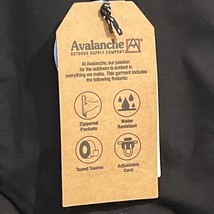 Avalanche
OUTDOOR SUPPLY COMPANY
At Avalanche, our passion
for the outdoors is evident in
everything we make. This garment includes
the following features:
Zippered
Pockets
Water
Resistant
Taped Seams
Adjustable
Cord